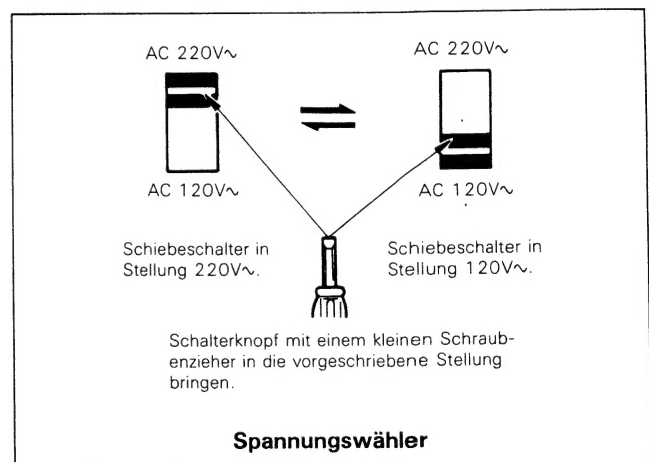 AC 220V~
AC 220V~
AC 120V~
AC 120V~
Schiebeschalter in
Stellung 220V~.
Schiebeschalter in
Stellung 120V~.
Schalterknopf mit einem kleinen Schraub-
enzieher in die vorgeschriebene Stellung
bringen.
Spannungswähler